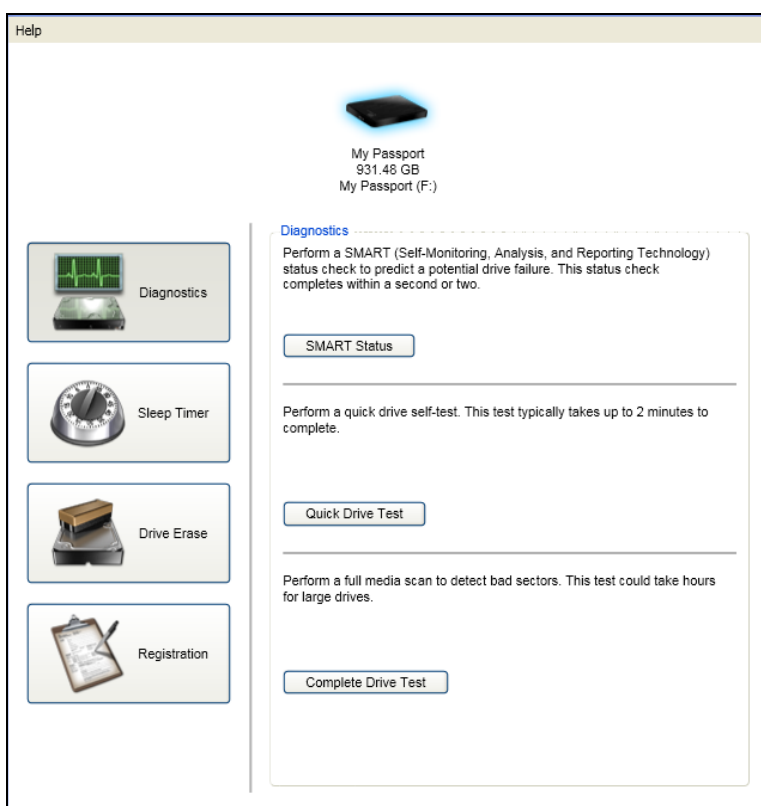 Help
My Passport
931.48 GB
My Passport (F:)
Diagnostics
Sleep Timer
Drive Erase
Registration
Diagnostics
Perform a SMART (Self-Monitoring, Analysis, and Reporting Technology)
status check to predict a potential drive failure. This status check
completes within a second or two.
SMART Status
Perform a quick drive self-test. This test typically takes up to 2 minutes to
complete.
Quick Drive Test
Perform a full media scan to detect bad sectors. This test could take hours
for large drives.
Complete Drive Test